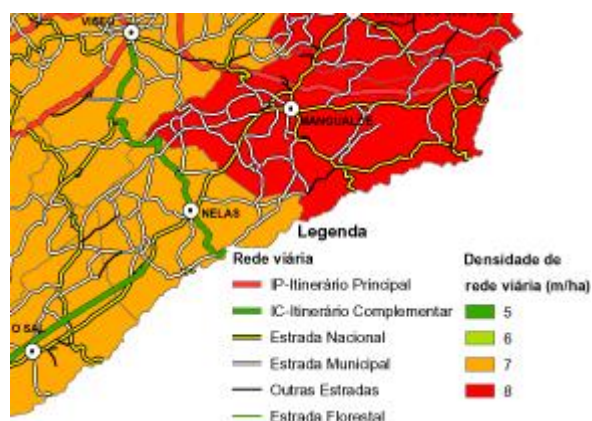 VISEU
MANGUALDE
NELAS
O SAL
Legenda
Rede viária
IP-Itinerário Principal
IC-Itinerário Complementar
Estrada Nacional
Estrada Municipal
Outras Estradas
Estrada Florestal
Densidade de
rede viária (m/ha)
5
6
7
8